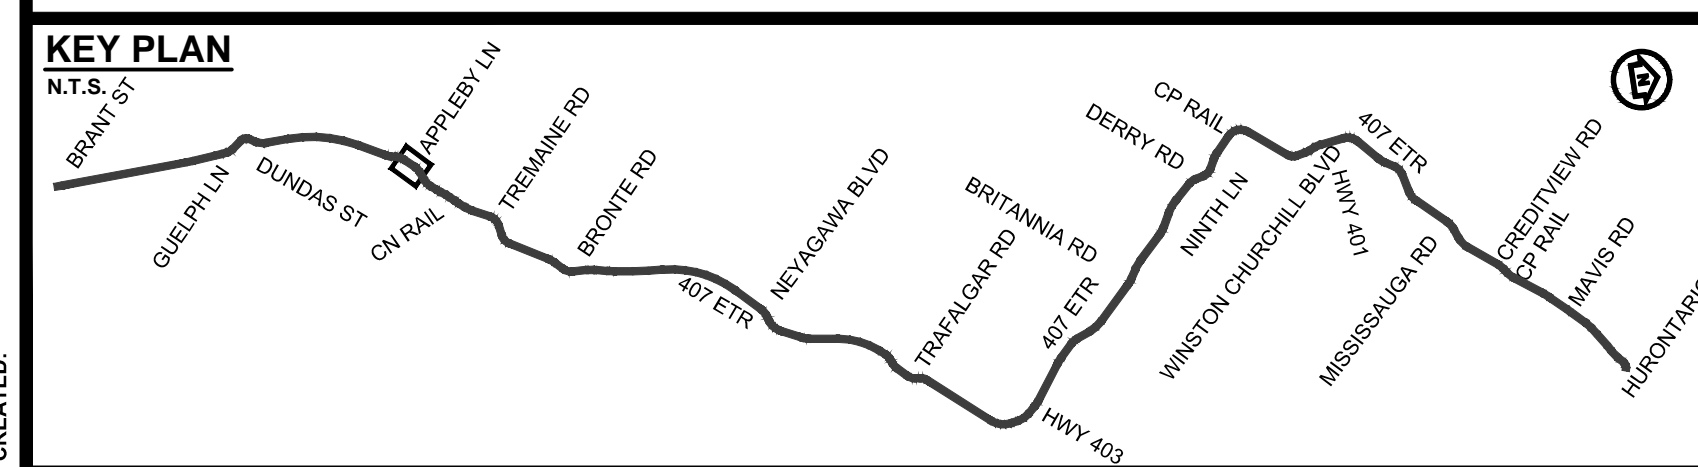 KEY PLAN
N.T.S.
BRANT ST
GUELPH LN
DUNDAS ST
APPLEBY LN
CN RAIL
TREMAINE RD
BRONTE RD
407 ETR
NEYAGAWA BLVD
TRAFALGAR RD
BRITANNIA RD
407 ETR
HWY 403
DERRY RD
CP RAIL
NINTH LN
WINSTON CHURCHILL BLVD
HWY 401
407 ETR
MISSISSAUGA RD
CREDITVIEW RD
CP RAIL
MAVIS RD
HURONTARIO
N
CREATED: